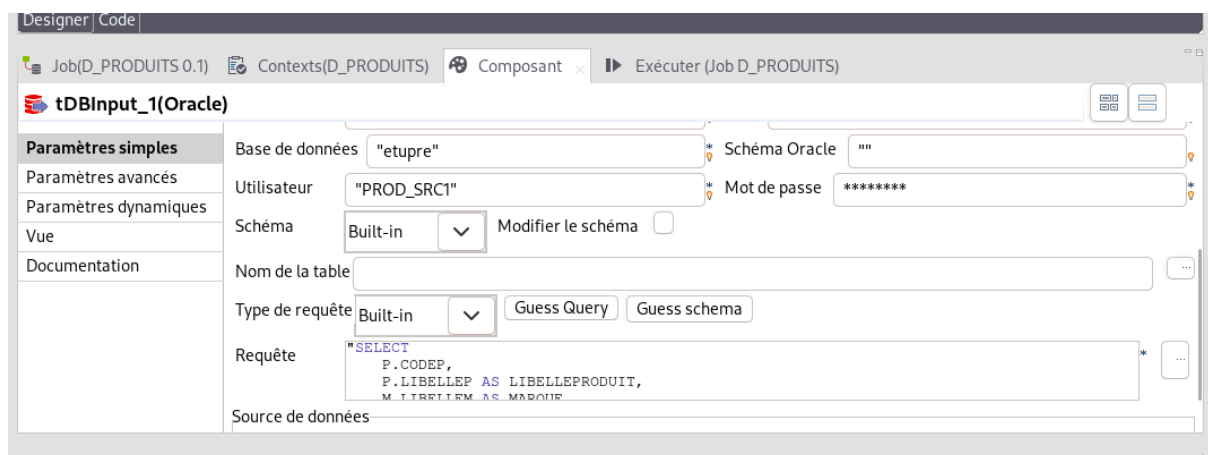 Designer Code
Job(D_PRODUITS 0.1) Contexts(D_PRODUITS) Composant Exécuter (Job D_PRODUITS)
tDBInput_1(Oracle)
Paramètres simples
Paramètres avancés
Paramètres dynamiques
Vue
Documentation
Base de données "etupre" * Schéma Oracle ""
Utilisateur "PROD_SRC1" * Mot de passe ******** *
Schéma Built-in Modifier le schéma
Nom de la table ...
Type de requête Built-in Guess Query Guess schema
Requête "SELECT * ...
P.CODEP,
P.LIBELLEP AS LIBELLEPRODUIT,
M.LIBELLEM AS MARQUE
Source de données